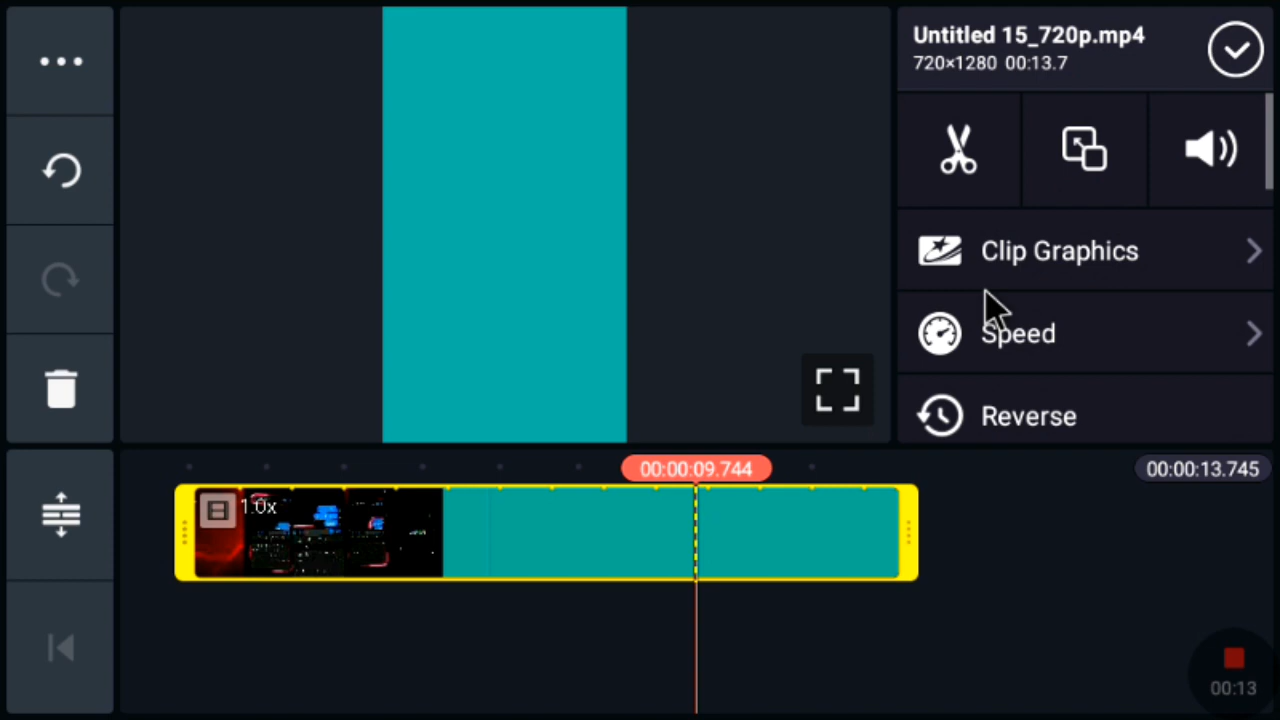 Untitled 15_720p.mp4
720×1280 00:13.7
Clip Graphics
Speed
Reverse
00:00:09.744
00:00:13.745
1.0x
00:13